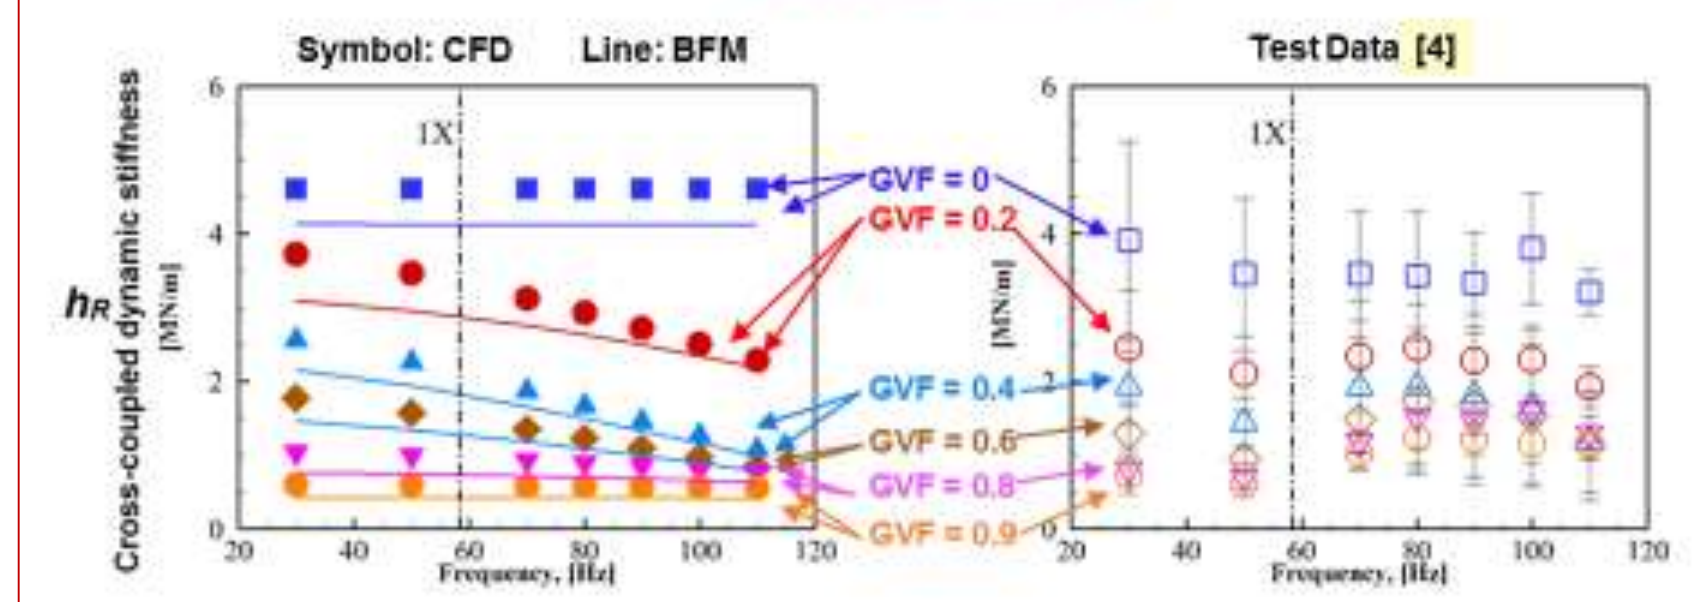 Symbol: CFD Line: BFM
Test Data [4]
hR
Cross-coupled dynamic stiffness
[MN/m]
6
4
2
0
1X
20 40 60 80 100 120
Frequency, [Hz]
GVF = 0
GVF = 0.2
GVF = 0.4
GVF = 0.6
GVF = 0.8
GVF = 0.9
[MN/m]
6
4
2
0
1X
20 40 60 80 100 120
Frequency, [Hz]